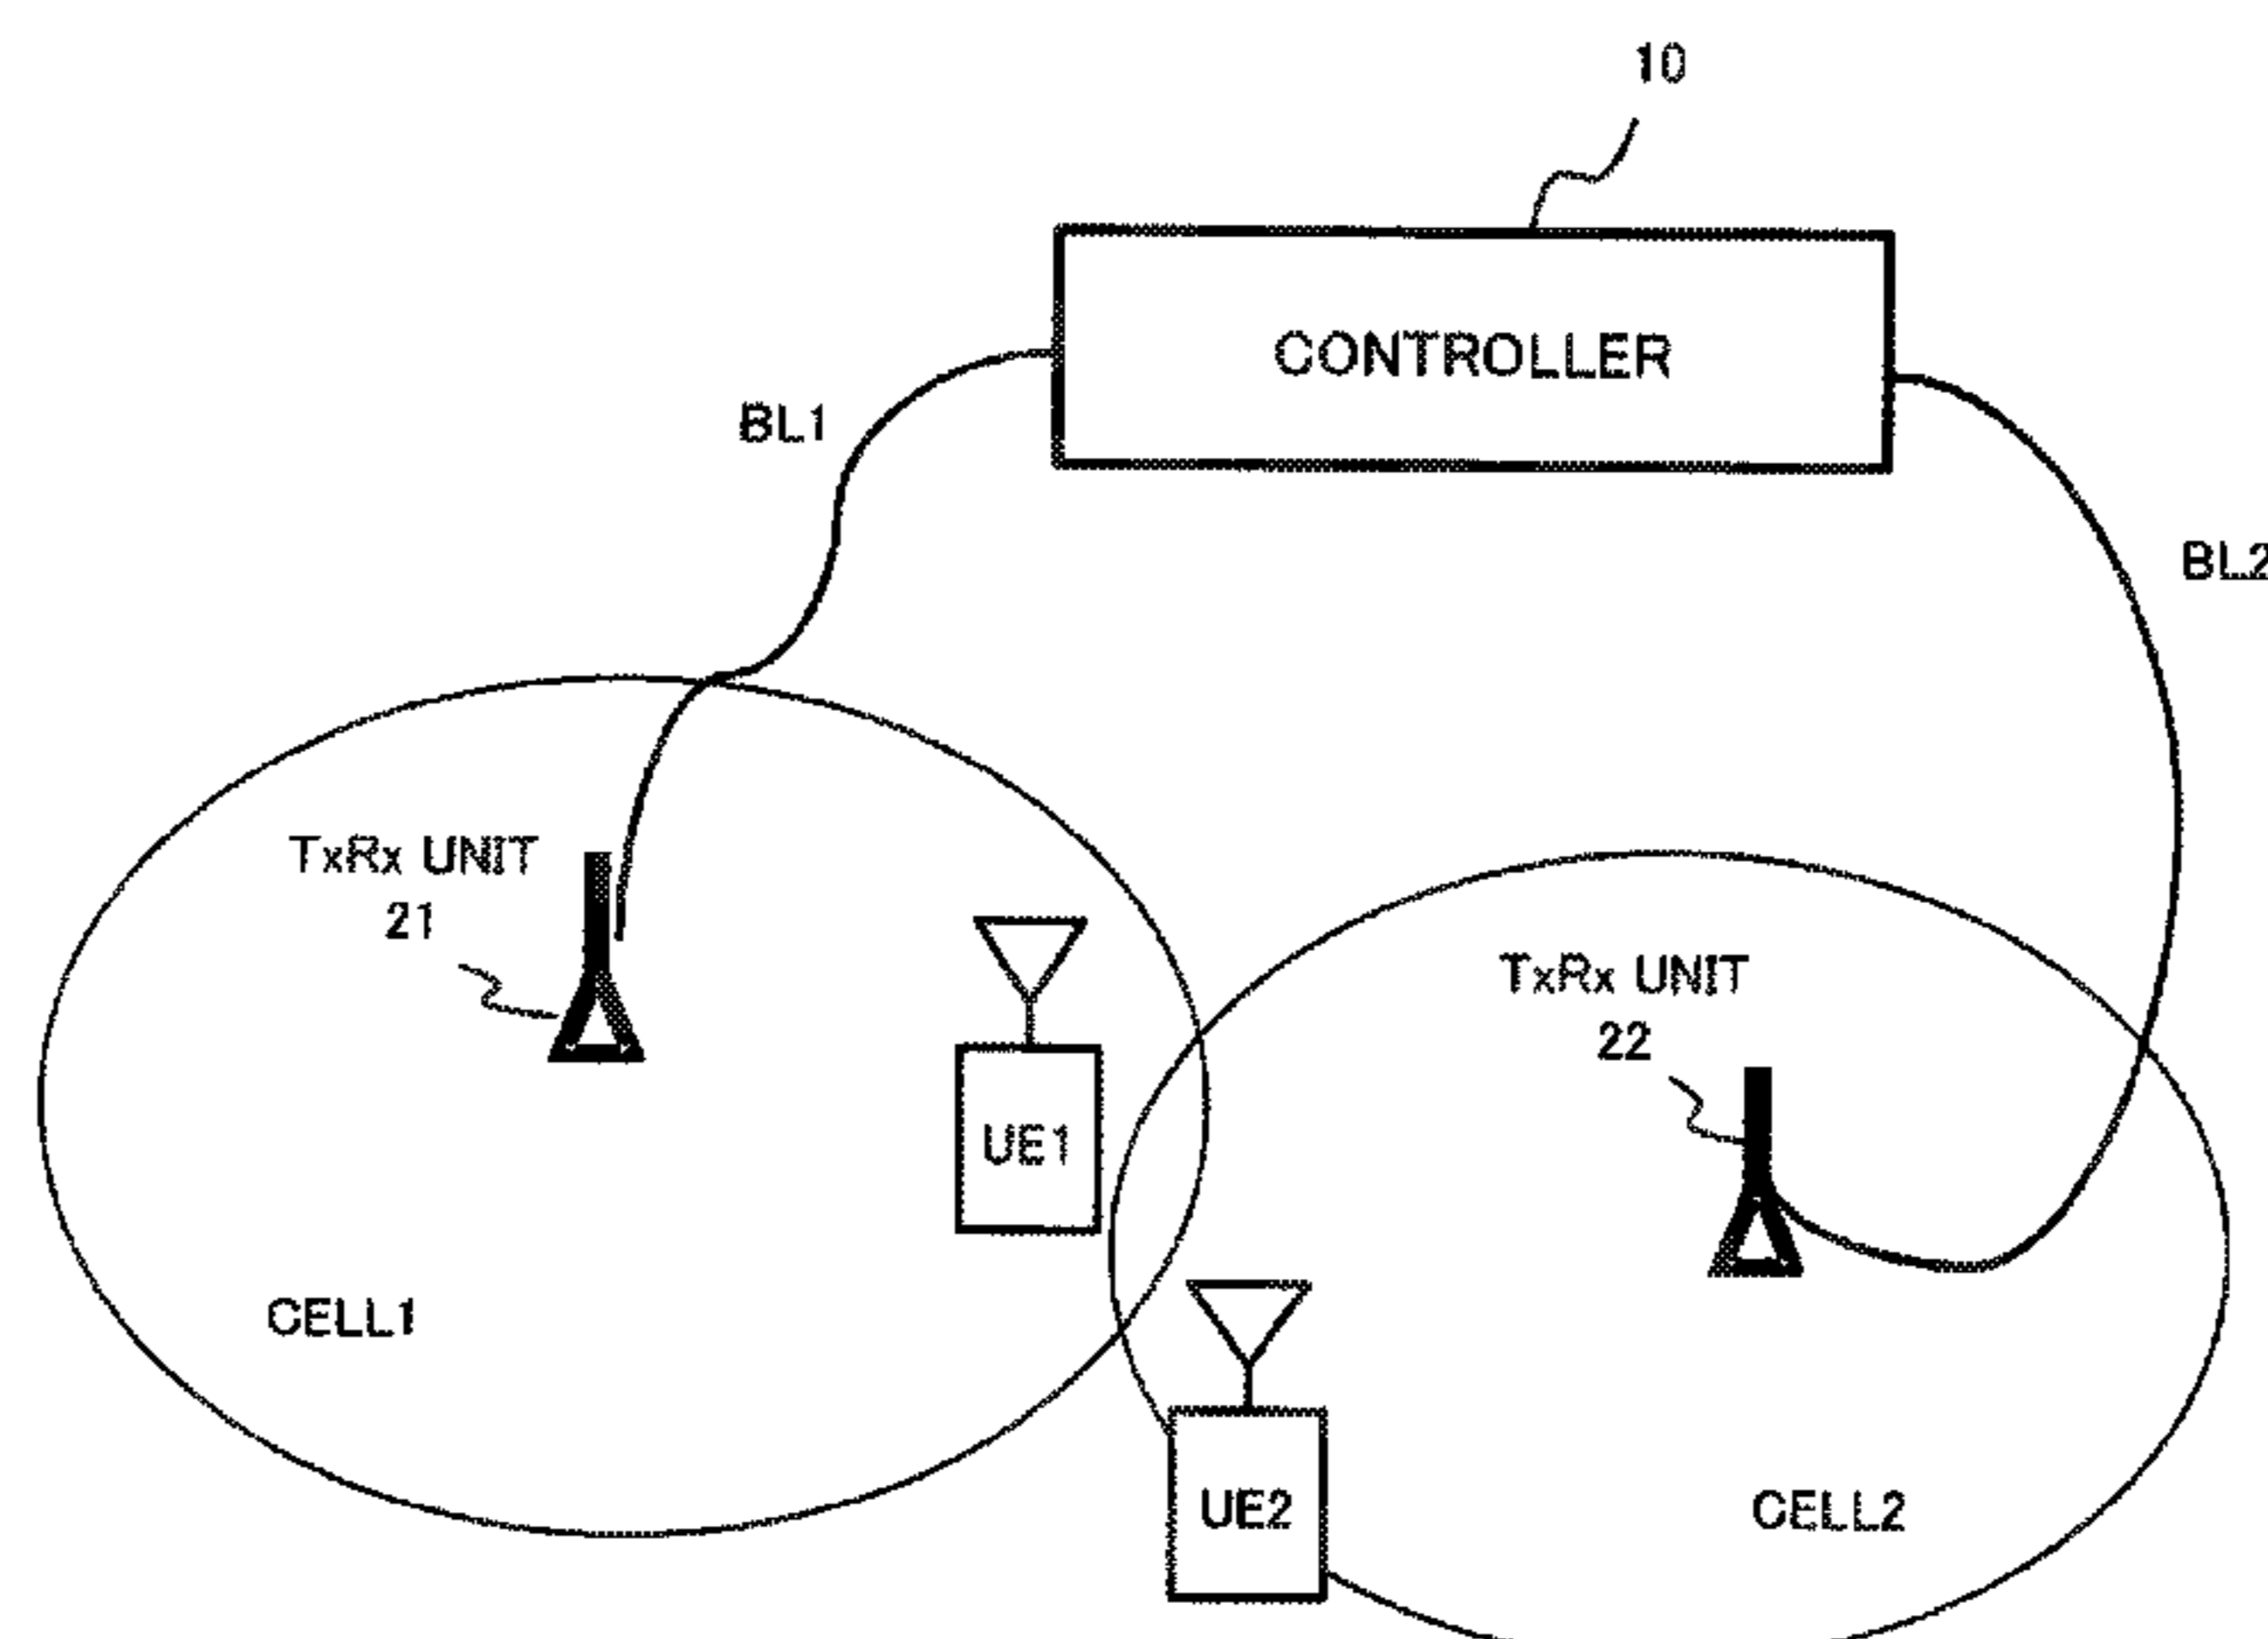 10
CONTROLLER
BL1
BL2
TxRx UNIT
21
TxRx UNIT
22
UE1
CELL1
UE2
CELL2